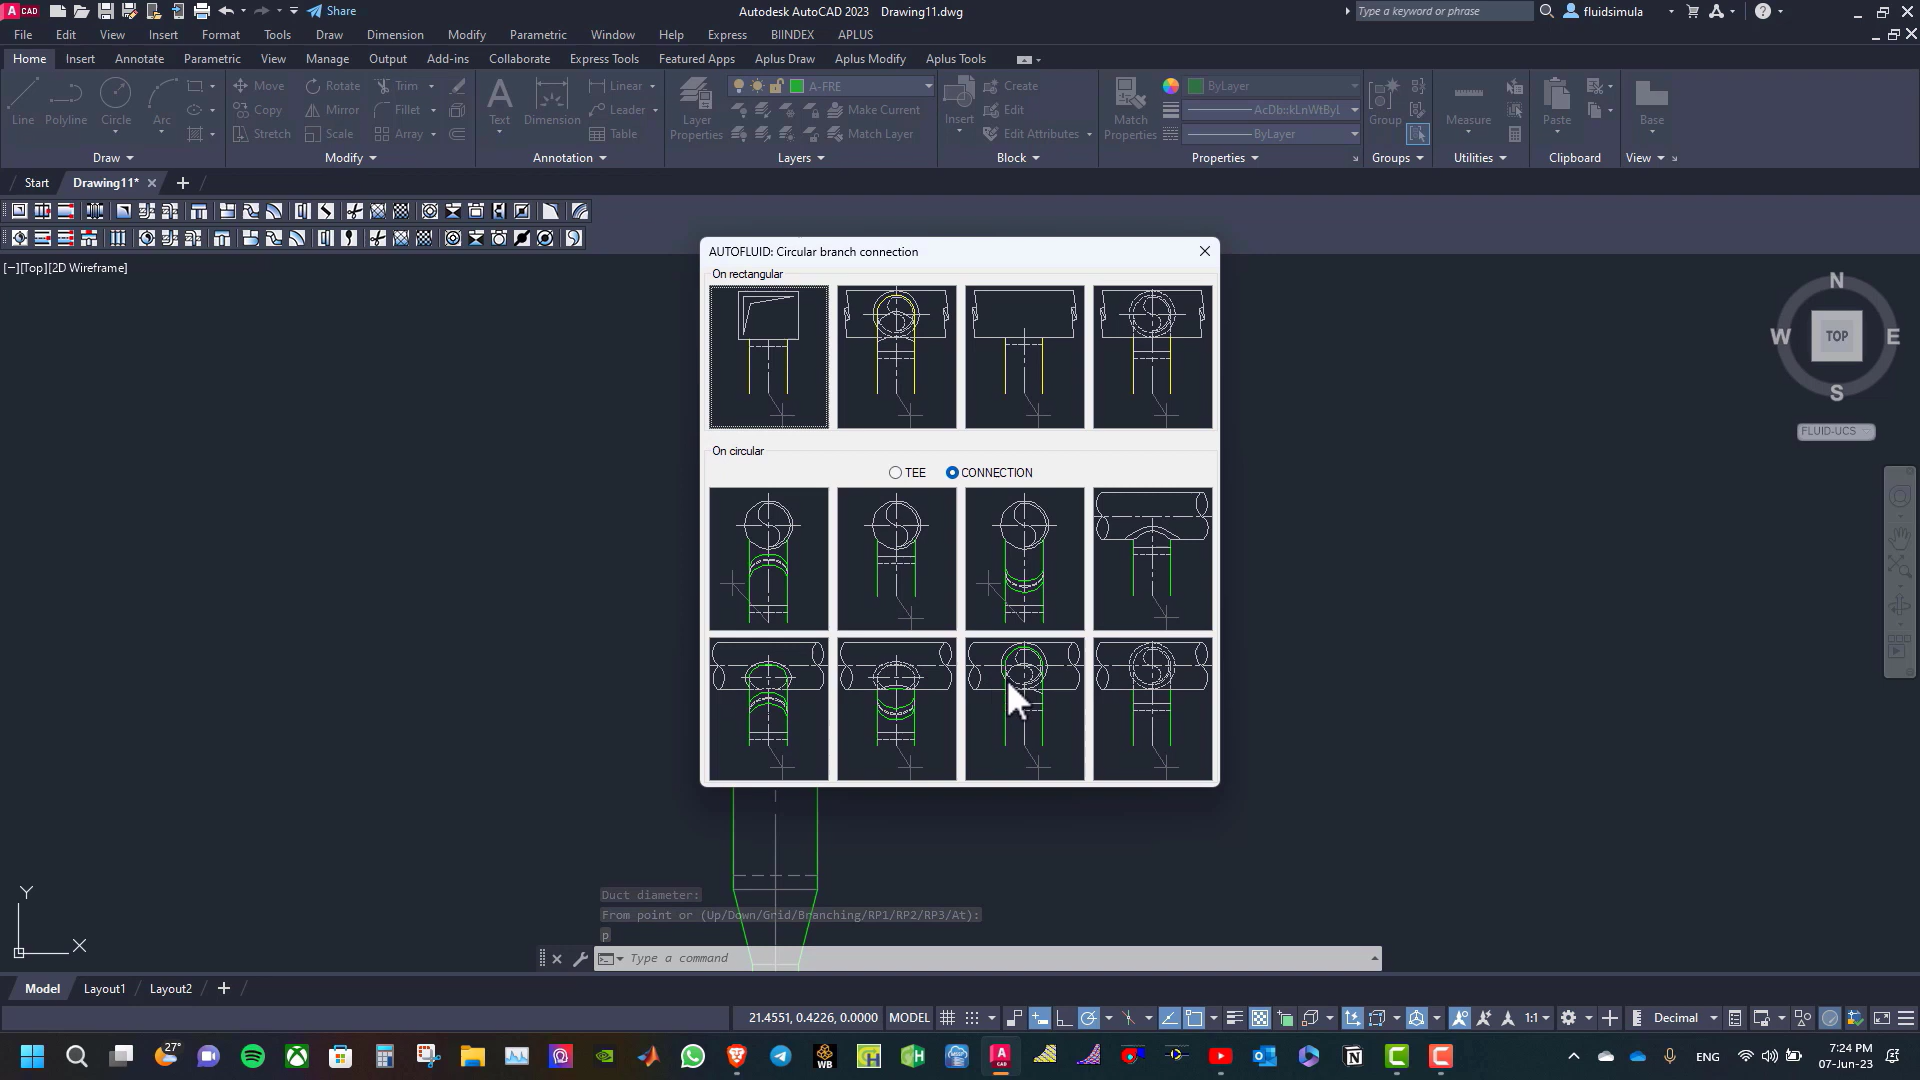 A CAD Share Autodesk AutoCAD 2023 Drawing11.dwg Type a keyword or phrase fluidsimula
File Edit View Insert Format Tools Draw Dimension Modify Parametric Window Help Express BIINDEX APLUS
Home Insert Annotate Parametric View Manage Output Add-ins Collaborate Express Tools Featured Apps Aplus Draw Aplus Modify Aplus Tools
Line Polyline Circle Arc Move Rotate Trim Text Dimension Linear Layer Properties A-FRE Insert Create Match Properties ByLayer Group Measure Paste Base
Copy Mirror Fillet Leader Make Current Edit AcDb::kLnWtByL
Stretch Scale Array Table Match Layer Edit Attributes ByLayer
Draw Modify Annotation Layers Block Properties Groups Utilities Clipboard View
Start Drawing11*
AUTOFLUID: Circular branch connection
[−][Top][2D Wireframe]
On rectangular
N
W TOP E
S
FLUID-UCS
On circular
TEE CONNECTION
Duct diameter:
From point or (Up/Down/Grid/Branching/RP1/RP2/RP3/At):
p
Y
X
Type a command
Model Layout1 Layout2
21.4551, 0.4226, 0.0000 MODEL 1:1 Decimal
27°
WB
ENG
7:24 PM
07-Jun-23